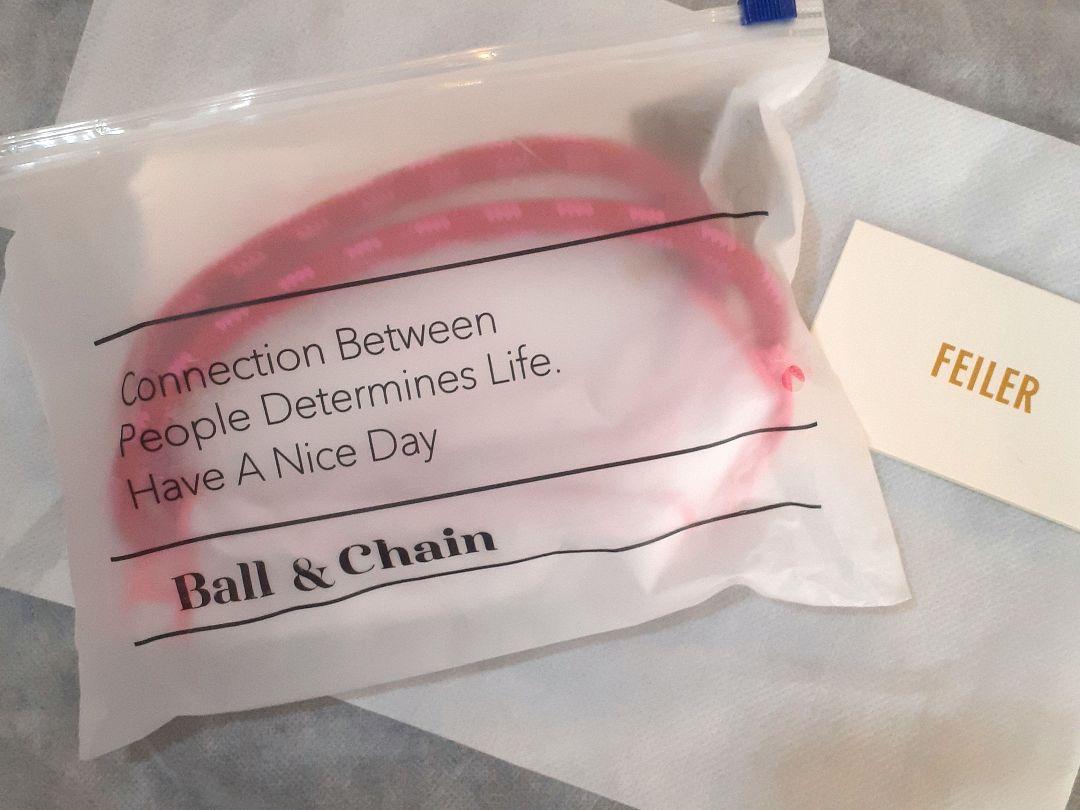 Connection Between
People Determines Life.
Have A Nice Day
Ball & Chain
FEILER